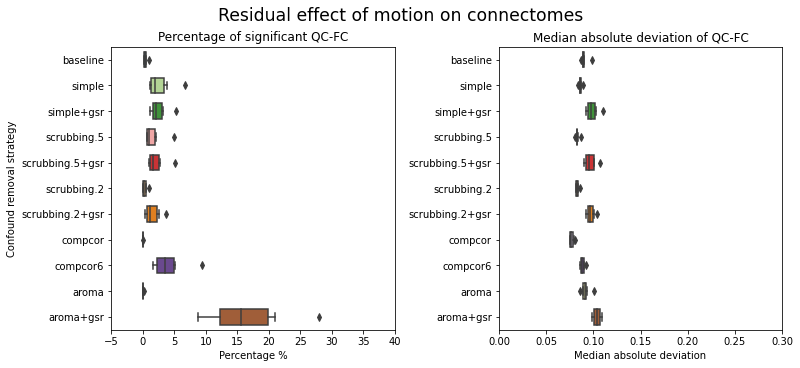 Residual effect of motion on connectomes
Percentage of significant QC-FC
Confound removal strategy
baseline
simple
simple+gsr
scrubbing.5
scrubbing.5+gsr
scrubbing.2
scrubbing.2+gsr
compcor
compcor6
aroma
aroma+gsr
−5 0 5 10 15 20 25 30 35 40
Percentage %
Median absolute deviation of QC-FC
baseline
simple
simple+gsr
scrubbing.5
scrubbing.5+gsr
scrubbing.2
scrubbing.2+gsr
compcor
compcor6
aroma
aroma+gsr
0.00 0.05 0.10 0.15 0.20 0.25 0.30
Median absolute deviation